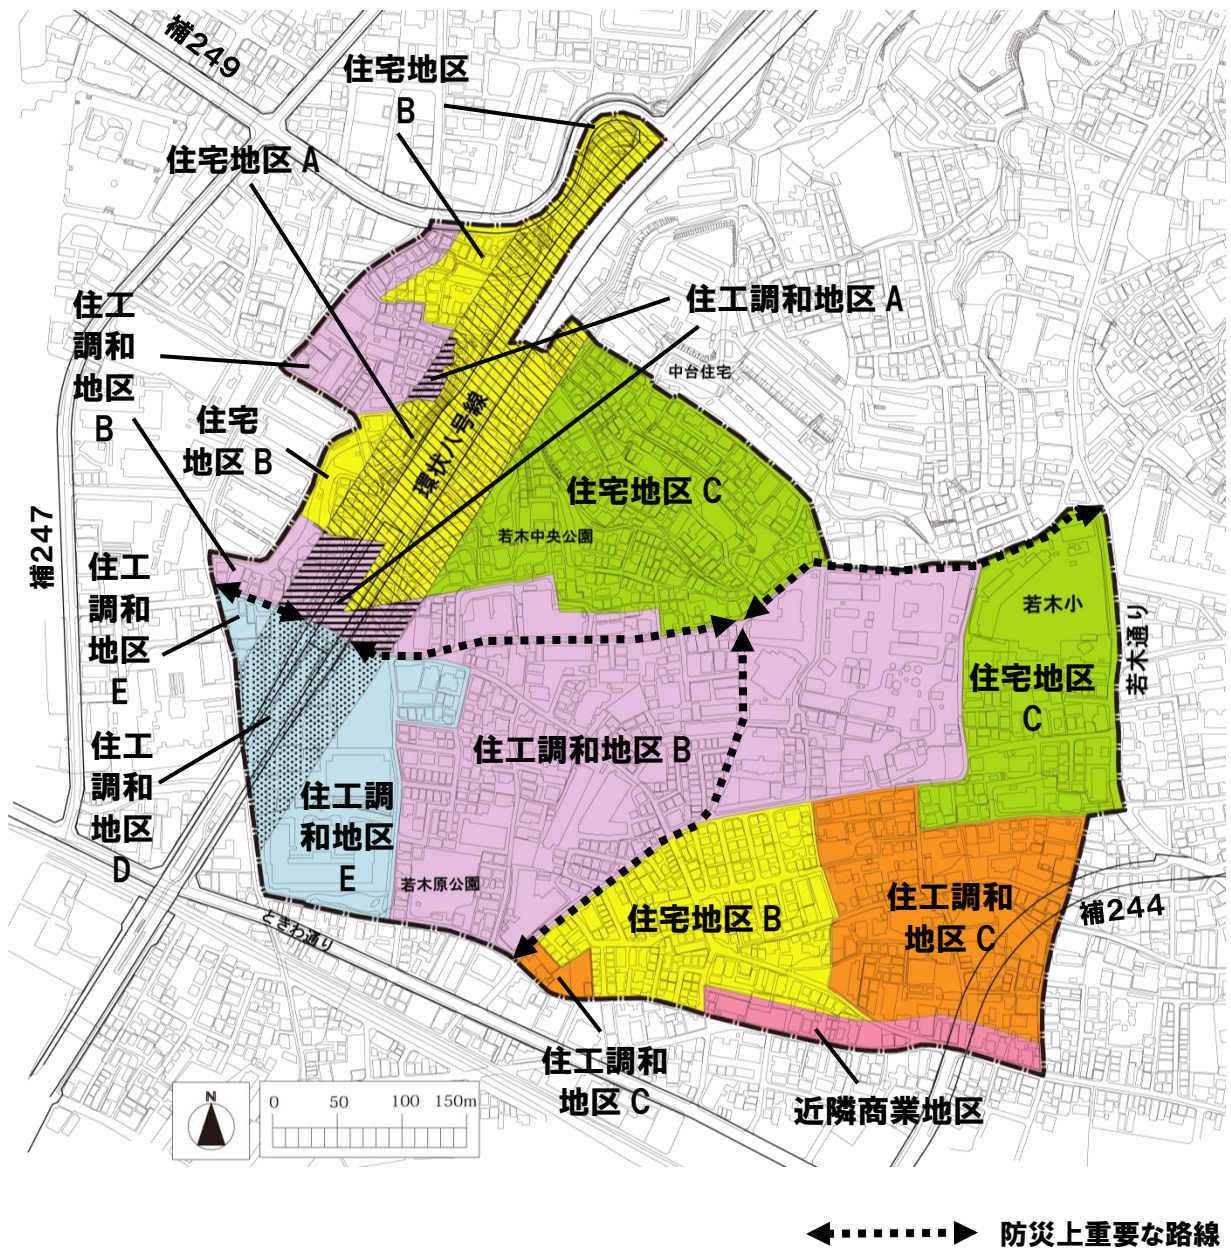 補249
住宅地区
B
住宅地区 A
住工調和地区 A
住工
調和
地区
B
中台住宅
環状八号線
住宅
地区 B
住宅地区 C
若木中央公園
補247
住工
調和
地区
E
若木小
若木通り
住宅地区
C
住工
調和
地区
D
住工調和地区 B
住工調
和地区
E
若木原公園
住宅地区 B
住工調和
地区 C
補244
ときわ通り
住工調和
地区 C
近隣商業地区
N
0 50 100 150m
防災上重要な路線